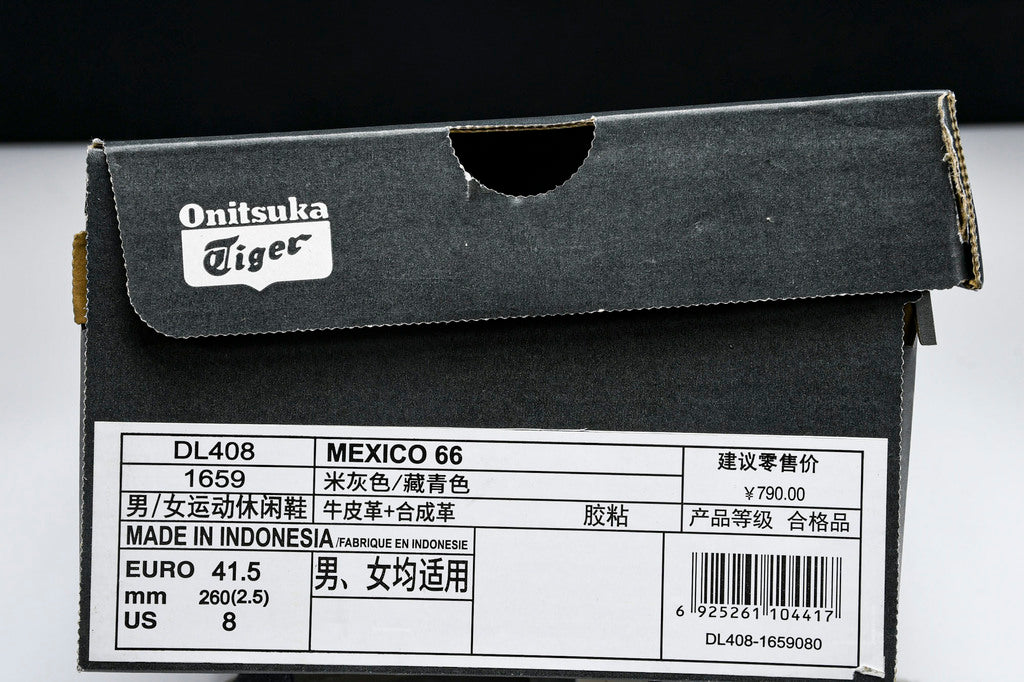 Onitsuka
Tiger
DL408
MEXICO 66
建议零售价
1659
米灰色/藏青色
￥790.00
男/女运动休闲鞋
牛皮革+合成革 胶粘
产品等级 合格品
MADE IN INDONESIA/FABRIQUE EN INDONESIE
EURO 41.5
男、女均适用
mm 260(2.5)
US 8
6 925261 104417
DL408-1659080